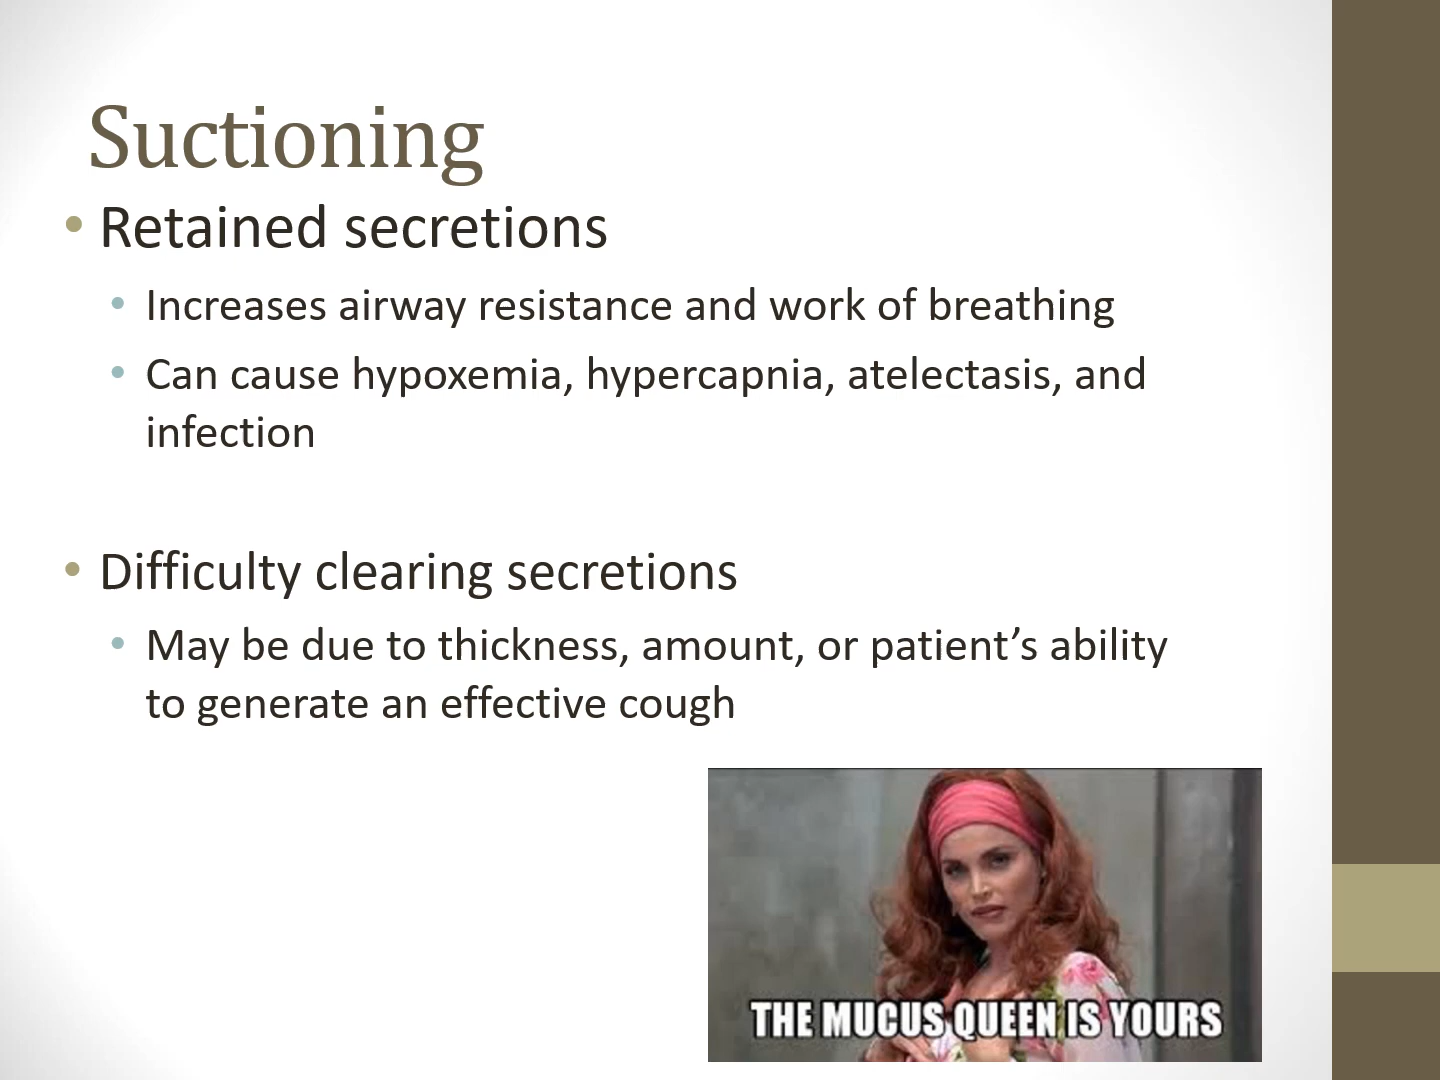 Suctioning
• Retained secretions
• Increases airway resistance and work of breathing
• Can cause hypoxemia, hypercapnia, atelectasis, and
infection
• Difficulty clearing secretions
• May be due to thickness, amount, or patient’s ability
to generate an effective cough
THE MUCUS QUEEN IS YOURS